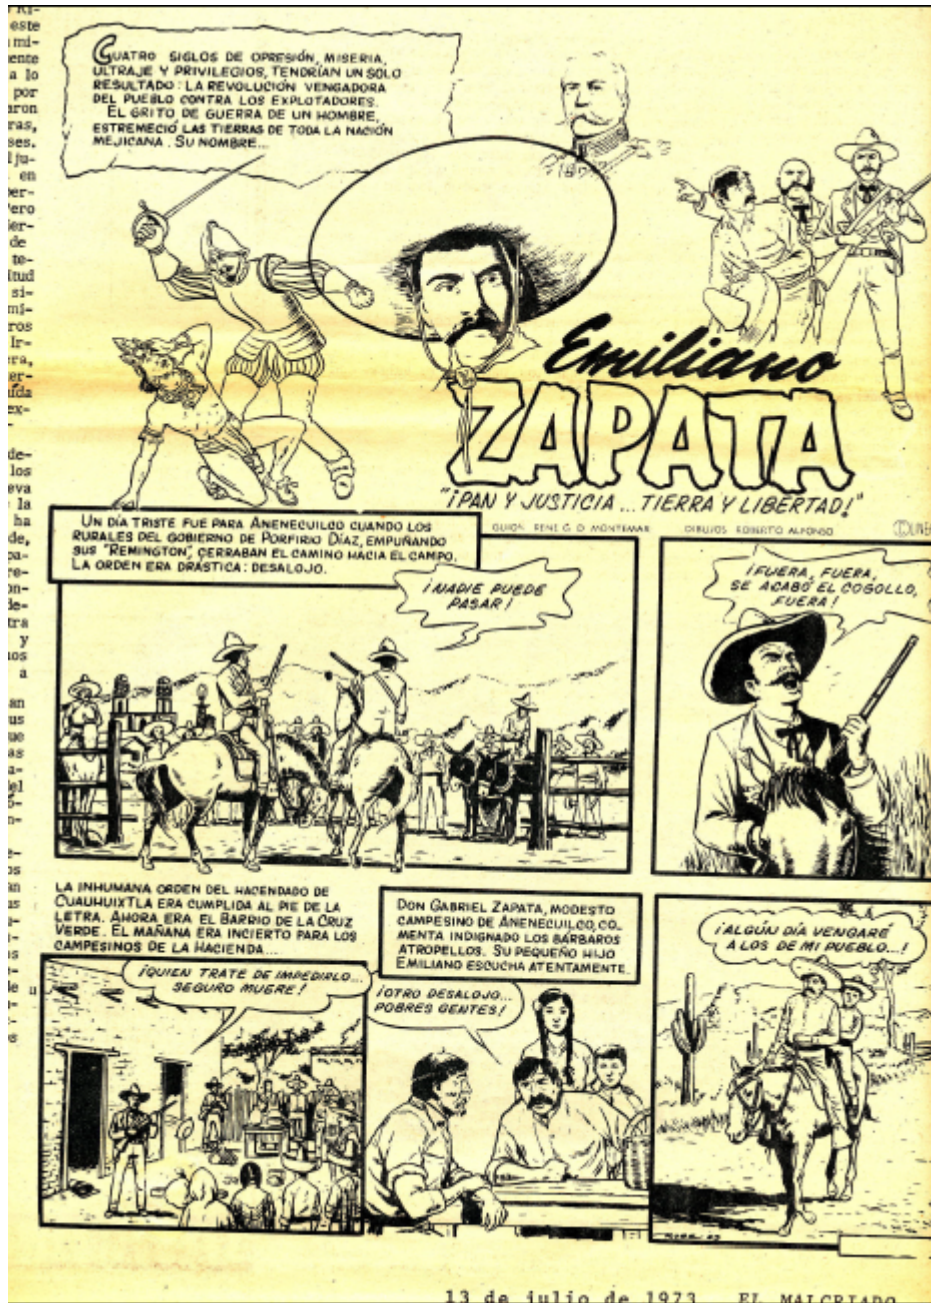 CUATRO SIGLOS DE OPRESIÓN, MISERIA,
ULTRAJE Y PRIVILEGIOS, TENDRÍAN UN SOLO
RESULTADO: LA REVOLUCIÓN VENGADORA
DEL PUEBLO CONTRA LOS EXPLOTADORES.
EL GRITO DE GUERRA DE UN HOMBRE,
ESTREMECIÓ LAS TIERRAS DE TODA LA NACIÓN
MEJICANA. SU NOMBRE...
Emiliano
ZAPATA
"¡PAN Y JUSTICIA... TIERRA Y LIBERTAD!"
GUION RENE G. D MONTEMAR DIBUJOS ROBERTO ALFONSO
UN DÍA TRISTE FUE PARA ANENECUILCO CUANDO LOS
RURALES DEL GOBIERNO DE PORFIRIO DÍAZ, EMPUÑANDO
SUS "REMINGTON", CERRABAN EL CAMINO HACIA EL CAMPO.
LA ORDEN ERA DRÁSTICA: DESALOJO.
¡NADIE PUEDE
PASAR!
¡FUERA, FUERA,
SE ACABÓ EL COGOLLO,
FUERA!
LA INHUMANA ORDEN DEL HACENDADO DE
CUAUHUIXTLA ERA CUMPLIDA AL PIE DE LA
LETRA. AHORA ERA EL BARRIO DE LA CRUZ
VERDE. EL MAÑANA ERA INCIERTO PARA LOS
CAMPESINOS DE LA HACIENDA...
¡QUIEN TRATE DE IMPEDIRLO...
SEGURO MUERE!
DON GABRIEL ZAPATA, MODESTO
CAMPESINO DE ANENECUILCO, CO-
MENTA INDIGNADO LOS BÁRBAROS
ATROPELLOS. SU PEQUEÑO HIJO
EMILIANO ESCUCHA ATENTAMENTE.
¡OTRO DESALOJO...
POBRES GENTES!
¡ALGÚN DÍA VENGARÉ
A LOS DE MI PUEBLO...!
13 de julio de 1973 EL MALCRIADO